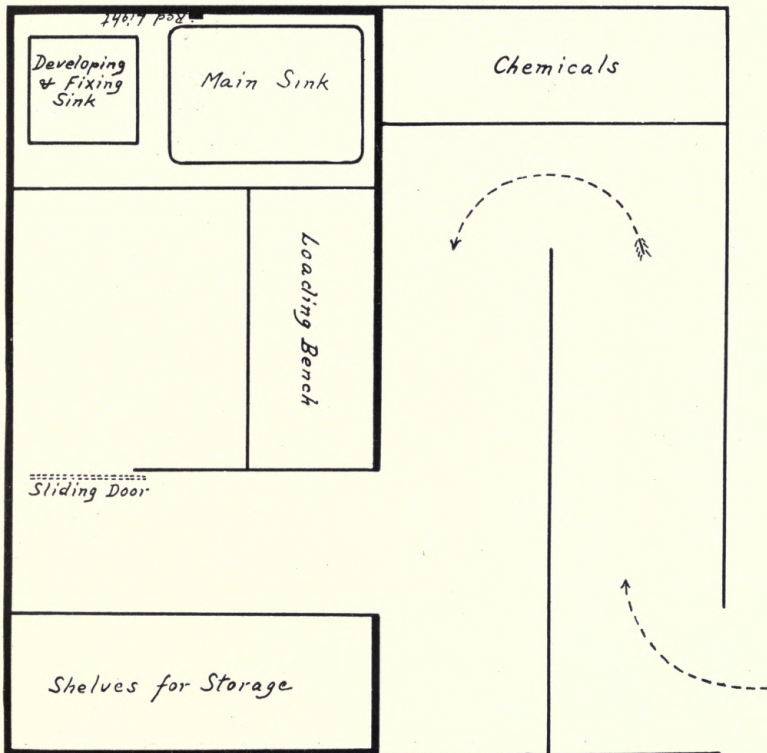 Red Light
Developing
& Fixing
Sink
Main Sink
Chemicals
Loading Bench
Sliding Door
Shelves for Storage